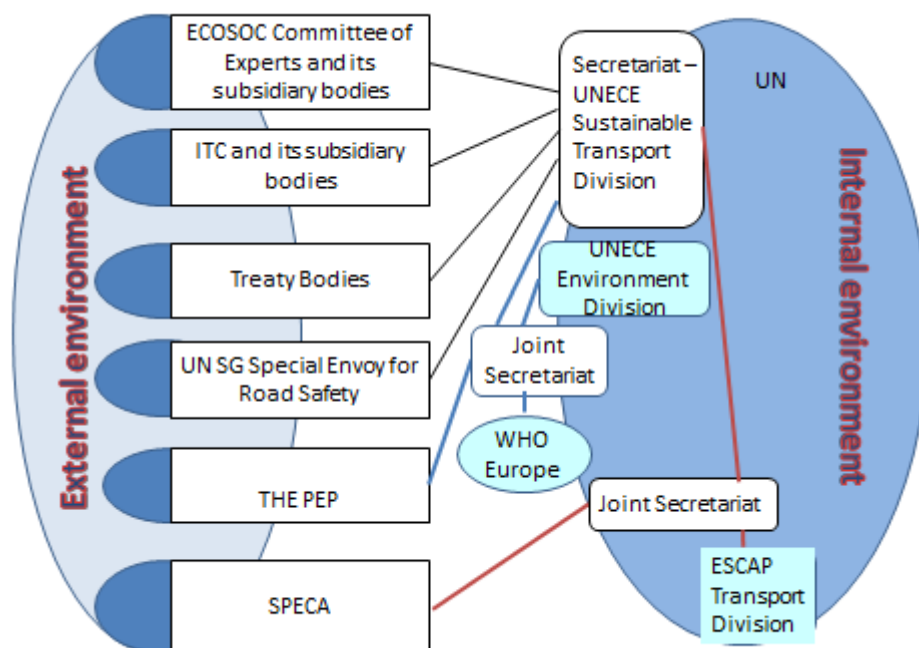 External environment
ECOSOC Committee of
Experts and its
subsidiary bodies
ITC and its subsidiary
bodies
Treaty Bodies
UN SG Special Envoy for
Road Safety
THE PEP
SPECA
Secretariat –
UNECE
Sustainable
Transport
Division
UN
UNECE
Environment
Division
Joint
Secretariat
WHO
Europe
Joint Secretariat
ESCAP
Transport
Division
Internal environment